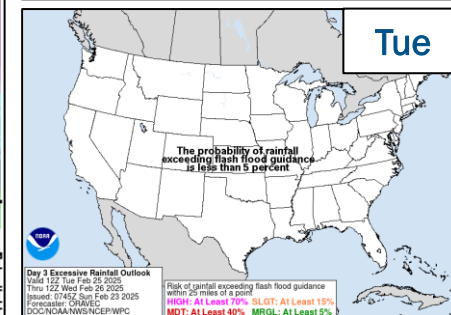 Tue
The probability of rainfall
exceeding flash flood guidance
is less than 5 percent
NOAA
Day 3 Excessive Rainfall Outlook
Valid 12Z Tue Feb 25 2025
Thru 12Z Wed Feb 26 2025
Issued: 0745Z Sun Feb 23 2025
Forecaster: ORAVEC
DOC/NOAA/NWS/NCEP/WPC
Risk of rainfall exceeding flash flood guidance
within 25 miles of a point
HIGH: At Least 70% SLGT: At Least 15%
MDT: At Least 40% MRGL: At Least 5%